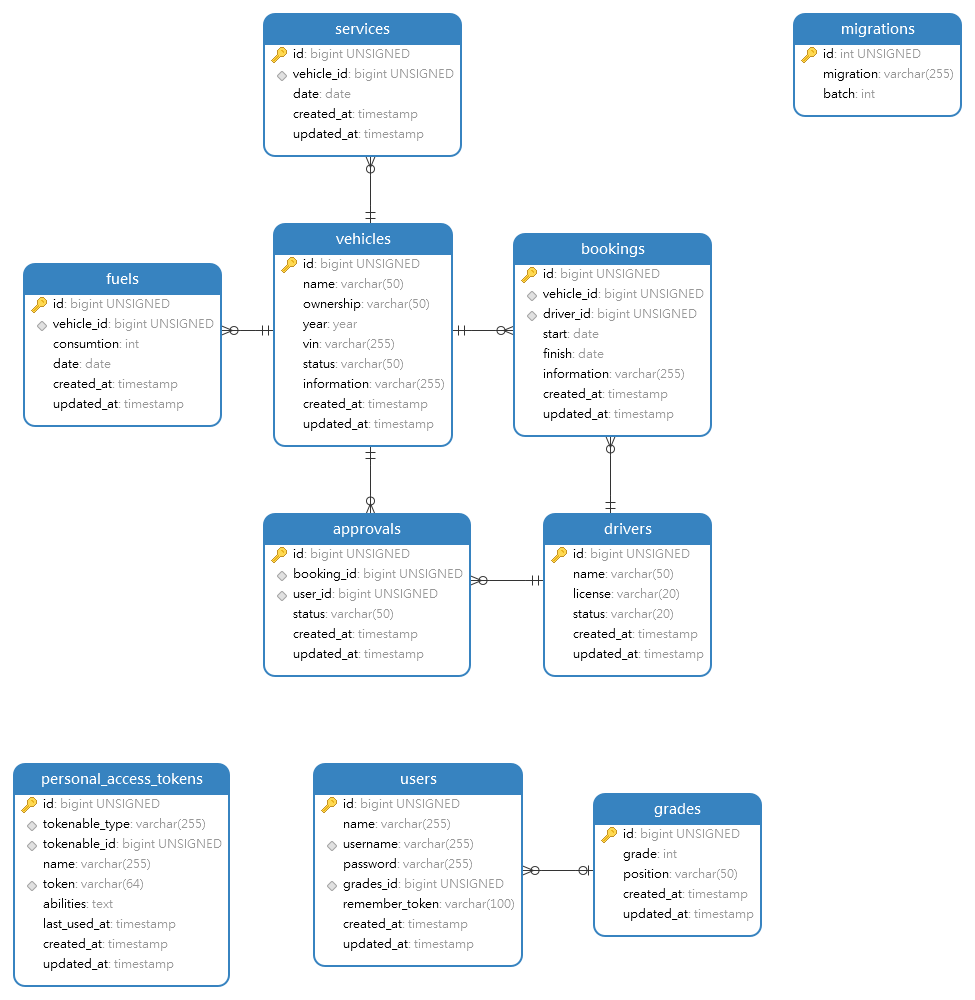 services
id: bigint UNSIGNED
vehicle_id: bigint UNSIGNED
date: date
created_at: timestamp
updated_at: timestamp
migrations
id: int UNSIGNED
migration: varchar(255)
batch: int
fuels
id: bigint UNSIGNED
vehicle_id: bigint UNSIGNED
consumtion: int
date: date
created_at: timestamp
updated_at: timestamp
vehicles
id: bigint UNSIGNED
name: varchar(50)
ownership: varchar(50)
year: year
vin: varchar(255)
status: varchar(50)
information: varchar(255)
created_at: timestamp
updated_at: timestamp
bookings
id: bigint UNSIGNED
vehicle_id: bigint UNSIGNED
driver_id: bigint UNSIGNED
start: date
finish: date
information: varchar(255)
created_at: timestamp
updated_at: timestamp
approvals
id: bigint UNSIGNED
booking_id: bigint UNSIGNED
user_id: bigint UNSIGNED
status: varchar(50)
created_at: timestamp
updated_at: timestamp
drivers
id: bigint UNSIGNED
name: varchar(50)
license: varchar(20)
status: varchar(20)
created_at: timestamp
updated_at: timestamp
personal_access_tokens
id: bigint UNSIGNED
tokenable_type: varchar(255)
tokenable_id: bigint UNSIGNED
name: varchar(255)
token: varchar(64)
abilities: text
last_used_at: timestamp
created_at: timestamp
updated_at: timestamp
users
id: bigint UNSIGNED
name: varchar(255)
username: varchar(255)
password: varchar(255)
grades_id: bigint UNSIGNED
remember_token: varchar(100)
created_at: timestamp
updated_at: timestamp
grades
id: bigint UNSIGNED
grade: int
position: varchar(50)
created_at: timestamp
updated_at: timestamp